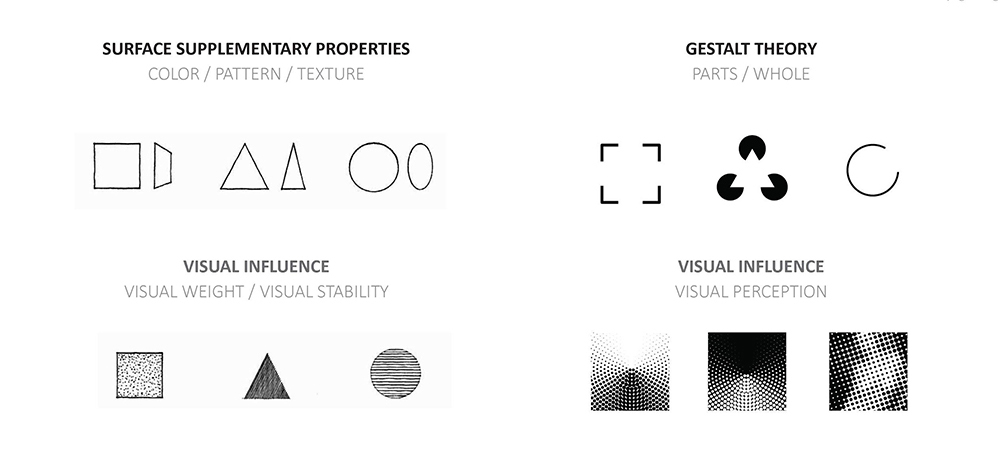 SURFACE SUPPLEMENTARY PROPERTIES
COLOR / PATTERN / TEXTURE
GESTALT THEORY
PARTS / WHOLE
VISUAL INFLUENCE
VISUAL WEIGHT / VISUAL STABILITY
VISUAL INFLUENCE
VISUAL PERCEPTION